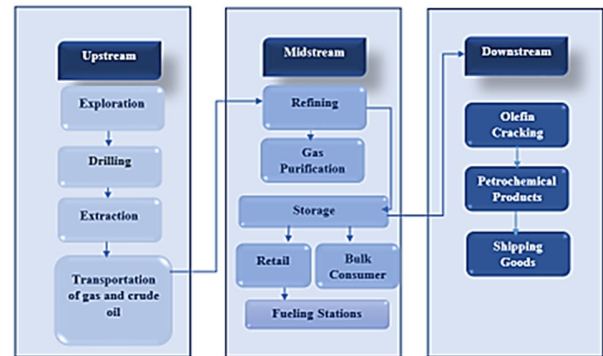 Upstream
Exploration
Drilling
Extraction
Transportation
of gas and crude
oil
Midstream
Refining
Gas
Purification
Storage
Retail
Bulk
Consumer
Fueling Stations
Downstream
Olefin
Cracking
Petrochemical
Products
Shipping
Goods